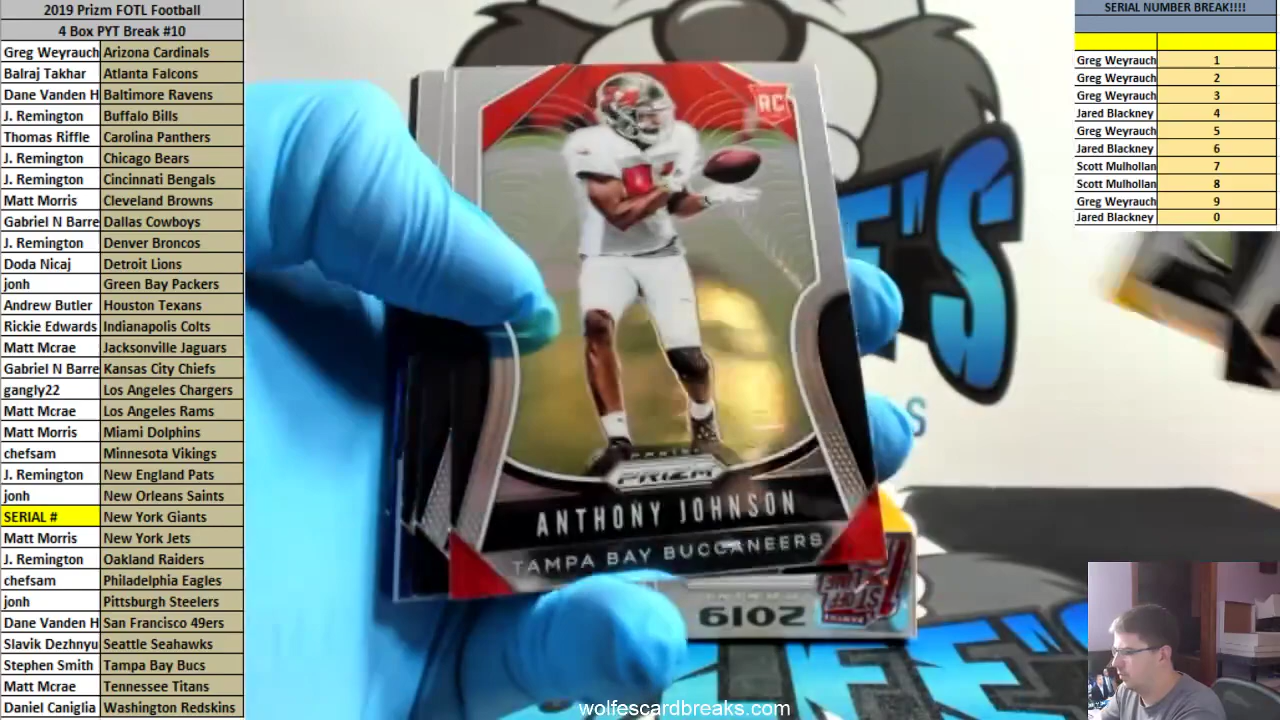 2019 Prizm FOTL Football
4 Box PYT Break #10
Greg Weyrauch Arizona Cardinals
Balraj Takhar Atlanta Falcons
Dane Vanden H Baltimore Ravens
J. Remington Buffalo Bills
Thomas Riffle Carolina Panthers
J. Remington Chicago Bears
J. Remington Cincinnati Bengals
Matt Morris Cleveland Browns
Gabriel N Barre Dallas Cowboys
J. Remington Denver Broncos
Doda Nicaj Detroit Lions
jonh Green Bay Packers
Andrew Butler Houston Texans
Rickie Edwards Indianapolis Colts
Matt Mcrae Jacksonville Jaguars
Gabriel N Barre Kansas City Chiefs
gangly22 Los Angeles Chargers
Matt Mcrae Los Angeles Rams
Matt Morris Miami Dolphins
chefsam Minnesota Vikings
J. Remington New England Pats
jonh New Orleans Saints
SERIAL # New York Giants
Matt Morris New York Jets
J. Remington Oakland Raiders
chefsam Philadelphia Eagles
jonh Pittsburgh Steelers
Dane Vanden H San Francisco 49ers
Slavik Dezhnyu Seattle Seahawks
Stephen Smith Tampa Bay Bucs
Matt Mcrae Tennessee Titans
Daniel Caniglia Washington Redskins
RC
PANINI
PRIZM
ANTHONY JOHNSON
TAMPA BAY BUCCANEERS
2019
wolfescardbreaks.com
SERIAL NUMBER BREAK!!!!
Greg Weyrauch 1
Greg Weyrauch 2
Greg Weyrauch 3
Jared Blackney 4
Greg Weyrauch 5
Jared Blackney 6
Scott Mulhollan 7
Scott Mulhollan 8
Greg Weyrauch 9
Jared Blackney 0